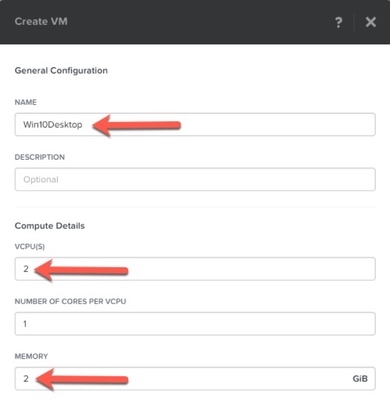 Create VM ? ×
General Configuration
NAME
Win10Desktop
DESCRIPTION
Optional
Compute Details
VCPU(S)
2
NUMBER OF CORES PER VCPU
1
MEMORY
2 GiB